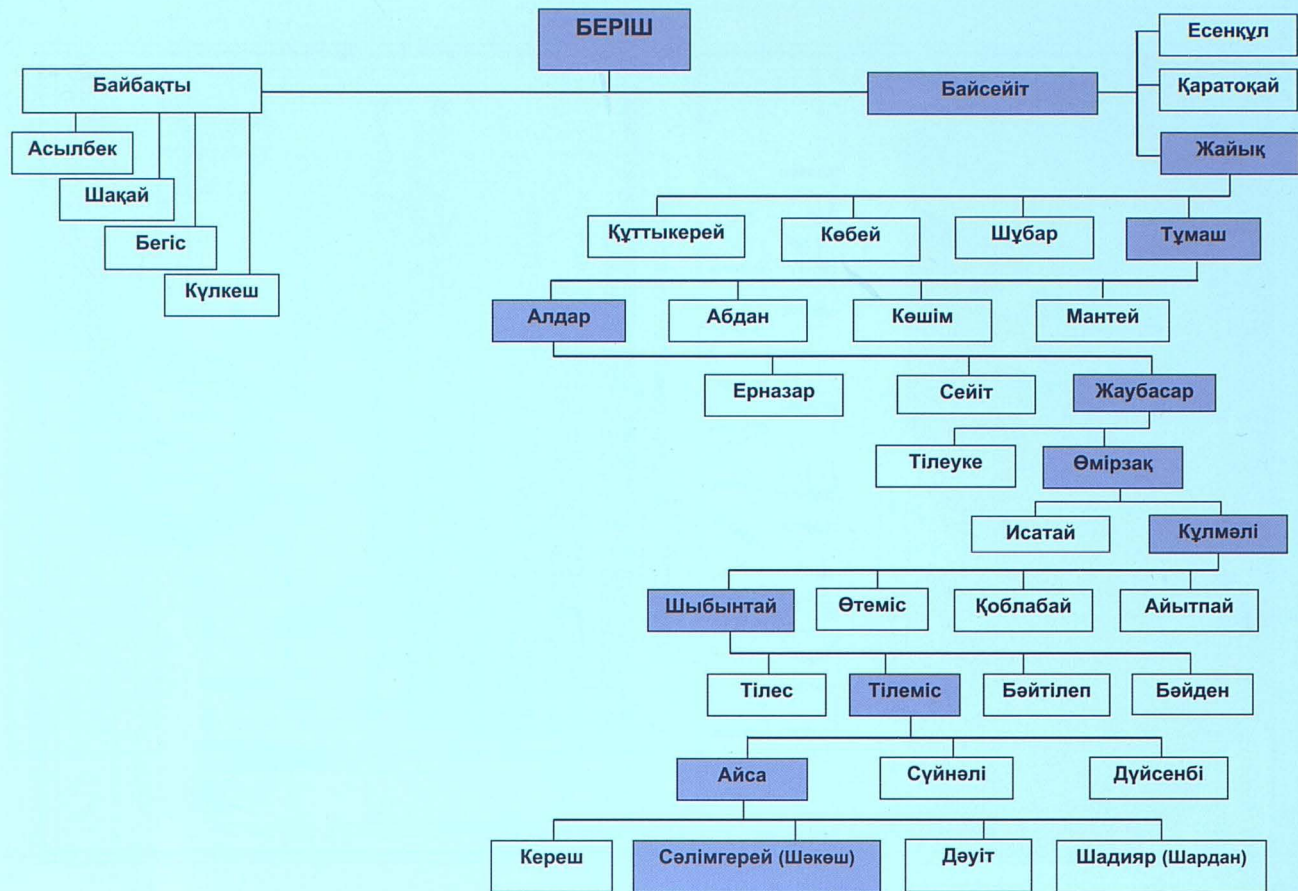 БЕРІШ
Байбақты
Байсейіт
Есенқұл
Қаратоқай
Жайық
Асылбек
Шақай
Бегіс
Күлкеш
Құттыкерей
Көбей
Шұбар
Тұмаш
Алдар
Абдан
Көшім
Мантей
Ерназар
Сейіт
Жаубасар
Тілеуке
Өмірзақ
Исатай
Құлмәлі
Шыбынтай
Өтеміс
Қоблабай
Айытпай
Тілес
Тілеміс
Бәйтілеп
Бәйден
Айса
Сүйнәлі
Дүйсенбі
Кереш
Сәлімгерей (Шәкөш)
Дәуіт
Шадияр (Шардан)